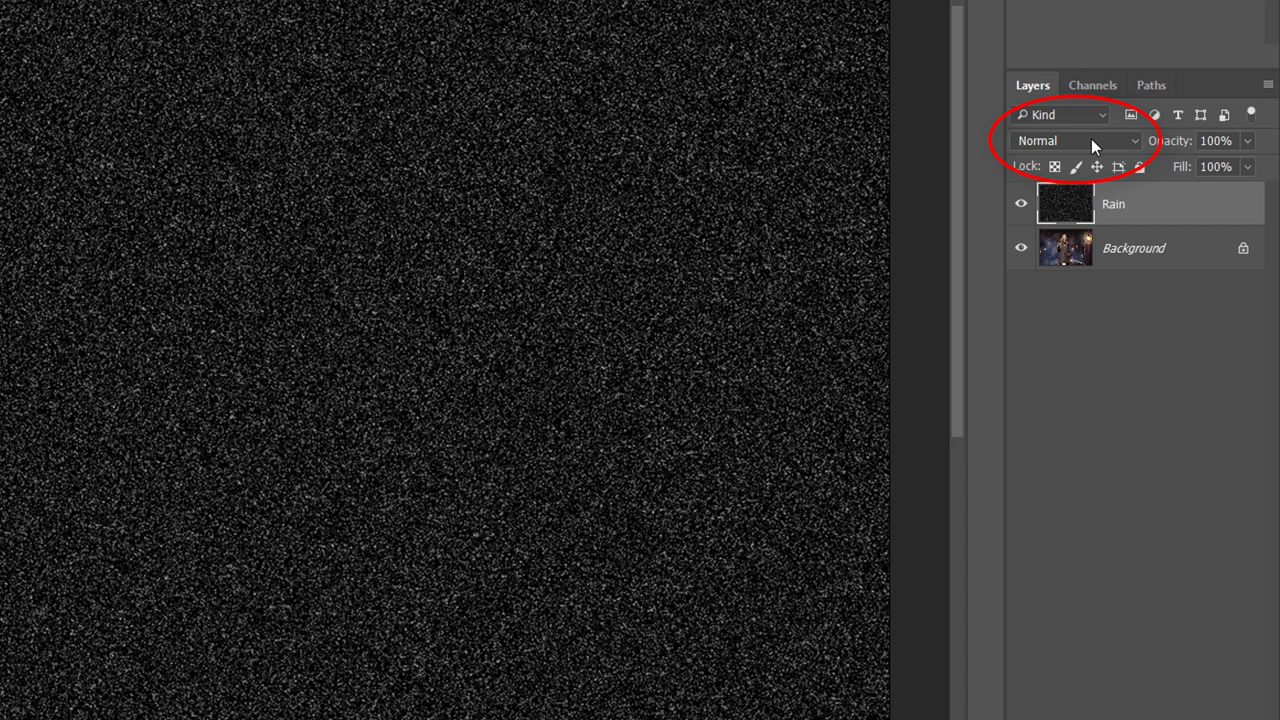 Layers Channels Paths
Kind
Normal Opacity: 100%
Lock: Fill: 100%
Rain
Background